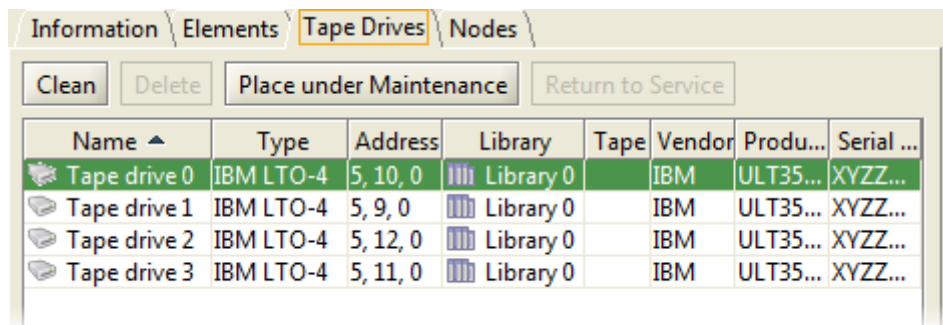 Information Elements Tape Drives Nodes
Clean Delete Place under Maintenance Return to Service
Name Type Address Library Tape Vendor Produ... Serial ...
Tape drive 0 IBM LTO-4 5, 10, 0 Library 0 IBM ULT35... XYZZ...
Tape drive 1 IBM LTO-4 5, 9, 0 Library 0 IBM ULT35... XYZZ...
Tape drive 2 IBM LTO-4 5, 12, 0 Library 0 IBM ULT35... XYZZ...
Tape drive 3 IBM LTO-4 5, 11, 0 Library 0 IBM ULT35... XYZZ...